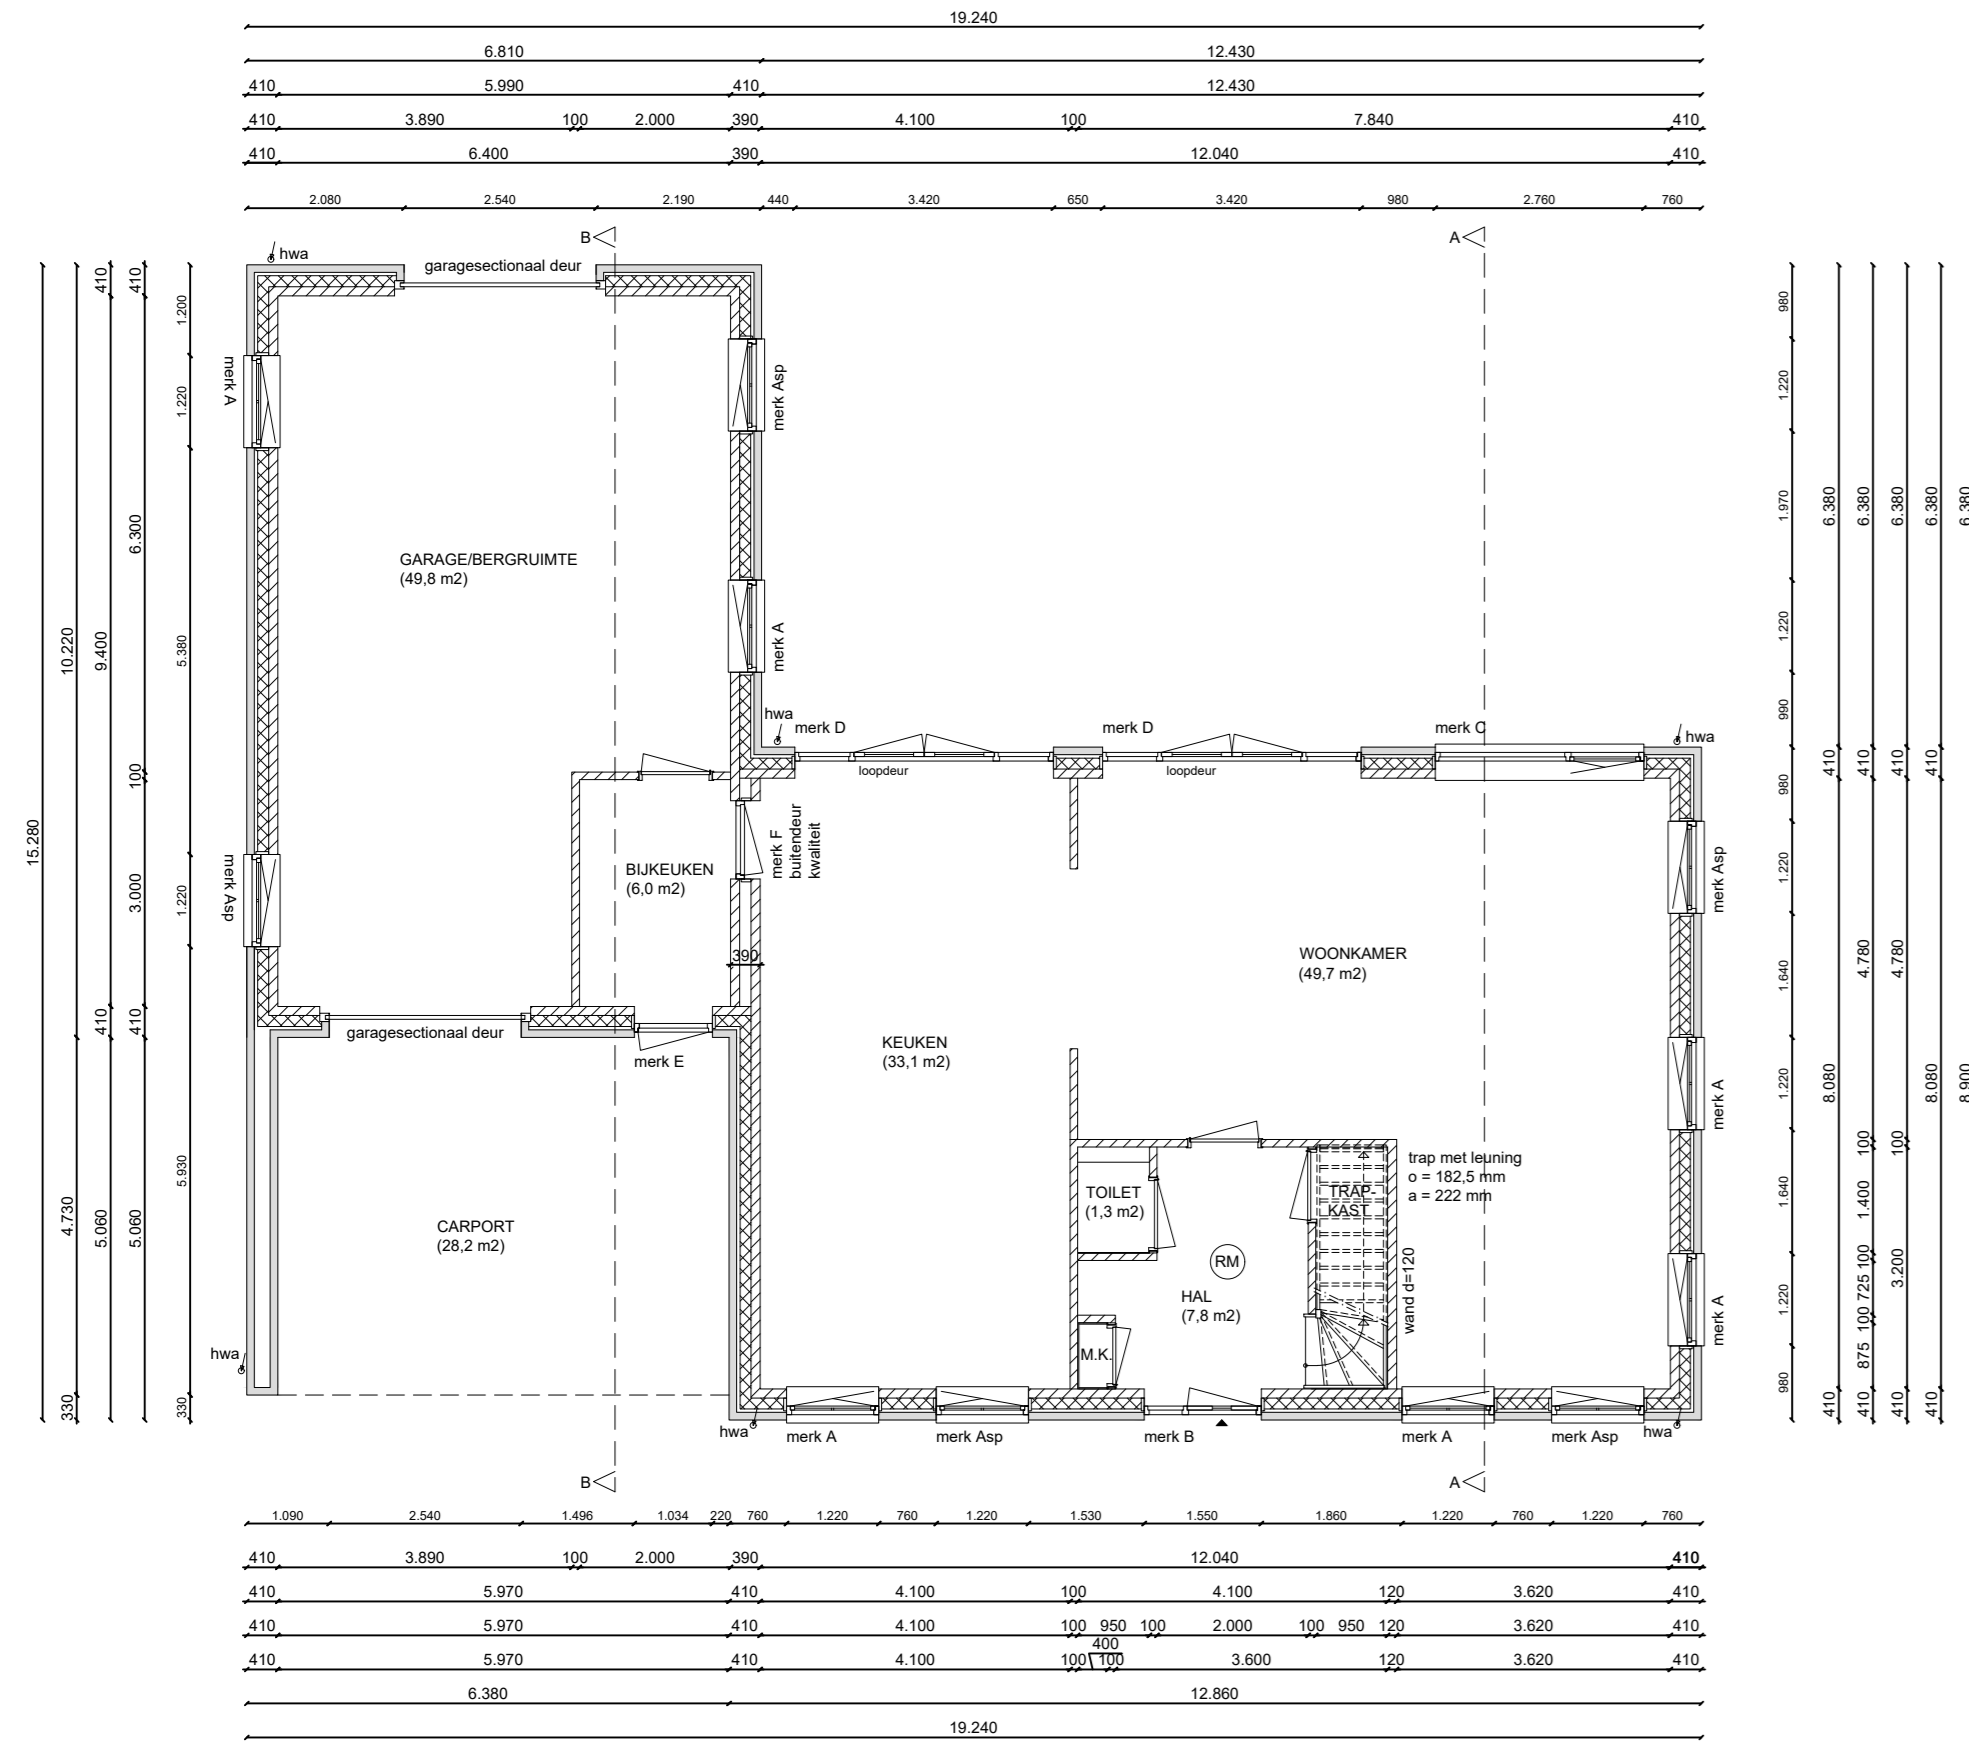 19.240
6.810 12.430
410 5.990 410 12.430
410 3.890 100 2.000 390 4.100 100 7.840 410
410 6.400 390 12.040 410
2.080 2.540 2.190 440 3.420 650 3.420 980 2.760 760
B A
hwa
garagesectionaal deur
merk A
merk Asp
GARAGE/BERGRUIMTE
(49,8 m2)
merk A
hwa
merk D
merk D
merk C
hwa
loopdeur
loopdeur
merk F
buitendeur
kwaliteit
BIJKEUKEN
(6,0 m2)
merk Asp
merk Asp
390
WOONKAMER
(49,7 m2)
garagesectionaal deur
merk E
KEUKEN
(33,1 m2)
merk A
trap met leuning
o = 182,5 mm
a = 222 mm
TOILET
(1,3 m2)
TRAP-
KAST
CARPORT
(28,2 m2)
RM
HAL
(7,8 m2)
wand d=120
merk A
M.K.
hwa
hwa
merk A
merk Asp
merk B
merk A
merk Asp
hwa
B A
15.280
10.220 4.730 330
410 9.400 410 5.060
410 6.300 100 3.000 410 5.060
1.200 1.220 5.380 1.220 5.930 330
980 1.220 1.970 1.220 990 980 1.220 1.640 1.220 1.640 1.220 980
6.380 410 8.080 410
6.380 410 4.780 100 1.400 100 725 100 875 410
6.380 410 4.780 100 3.200 410
6.380 410 8.080 410
6.380 8.900
1.090 2.540 1.496 1.034 220 760 1.220 760 1.220 1.530 1.550 1.860 1.220 760 1.220 760
410 3.890 100 2.000 390 12.040 410
410 5.970 410 4.100 100 4.100 120 3.620 410
410 5.970 410 4.100 100 950 100 2.000 100 950 120 3.620 410
400
410 5.970 410 4.100 100 100 3.600 120 3.620 410
6.380 12.860
19.240